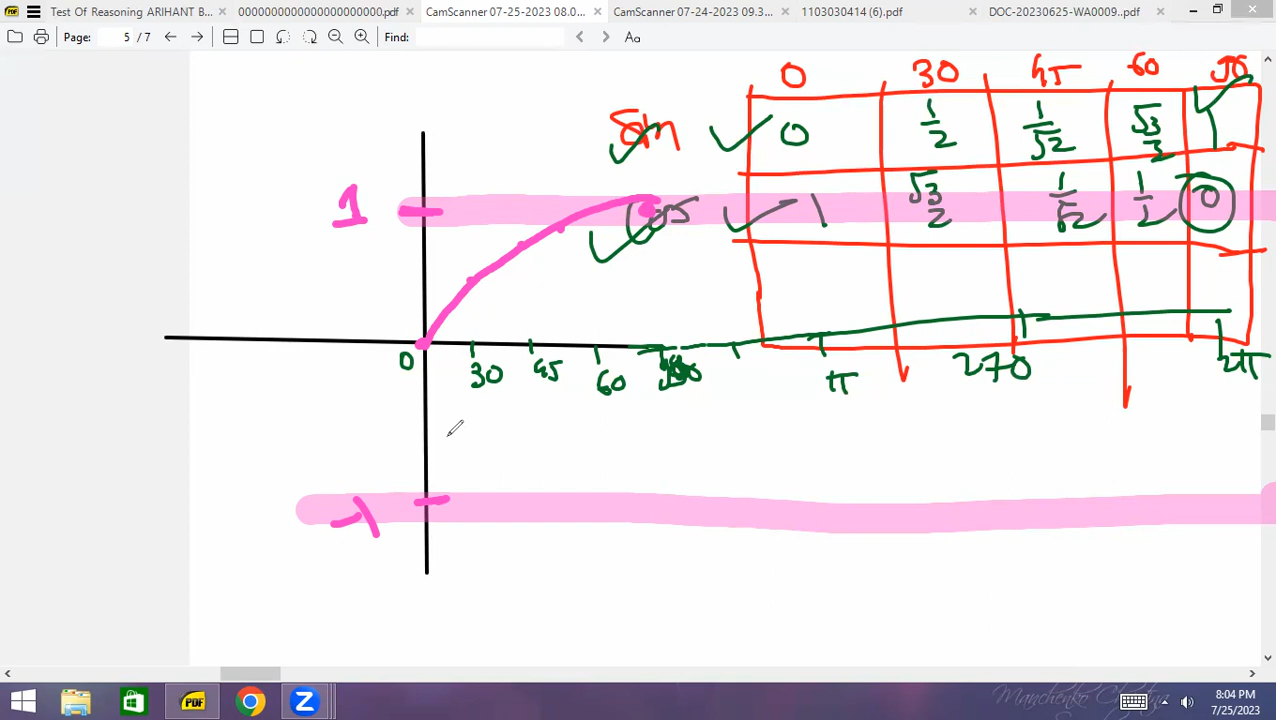 Test Of Reasoning ARIHANT B... × 00000000000000000000.pdf × CamScanner 07-25-2023 08.0... × CamScanner 07-24-2023 9.3... × 1103030414 (6).pdf × DOC-20230625-WA0009..pdf ×
Page: 5 / 7 Find: Aa
0 30 45 60 90
Sin 0 1/2 1/√2 √3/2 1
1 Cos 1 √3/2 1/√2 1/2 0
0 30 45 60 π 270 2π
-1
8:04 PM
7/25/2023